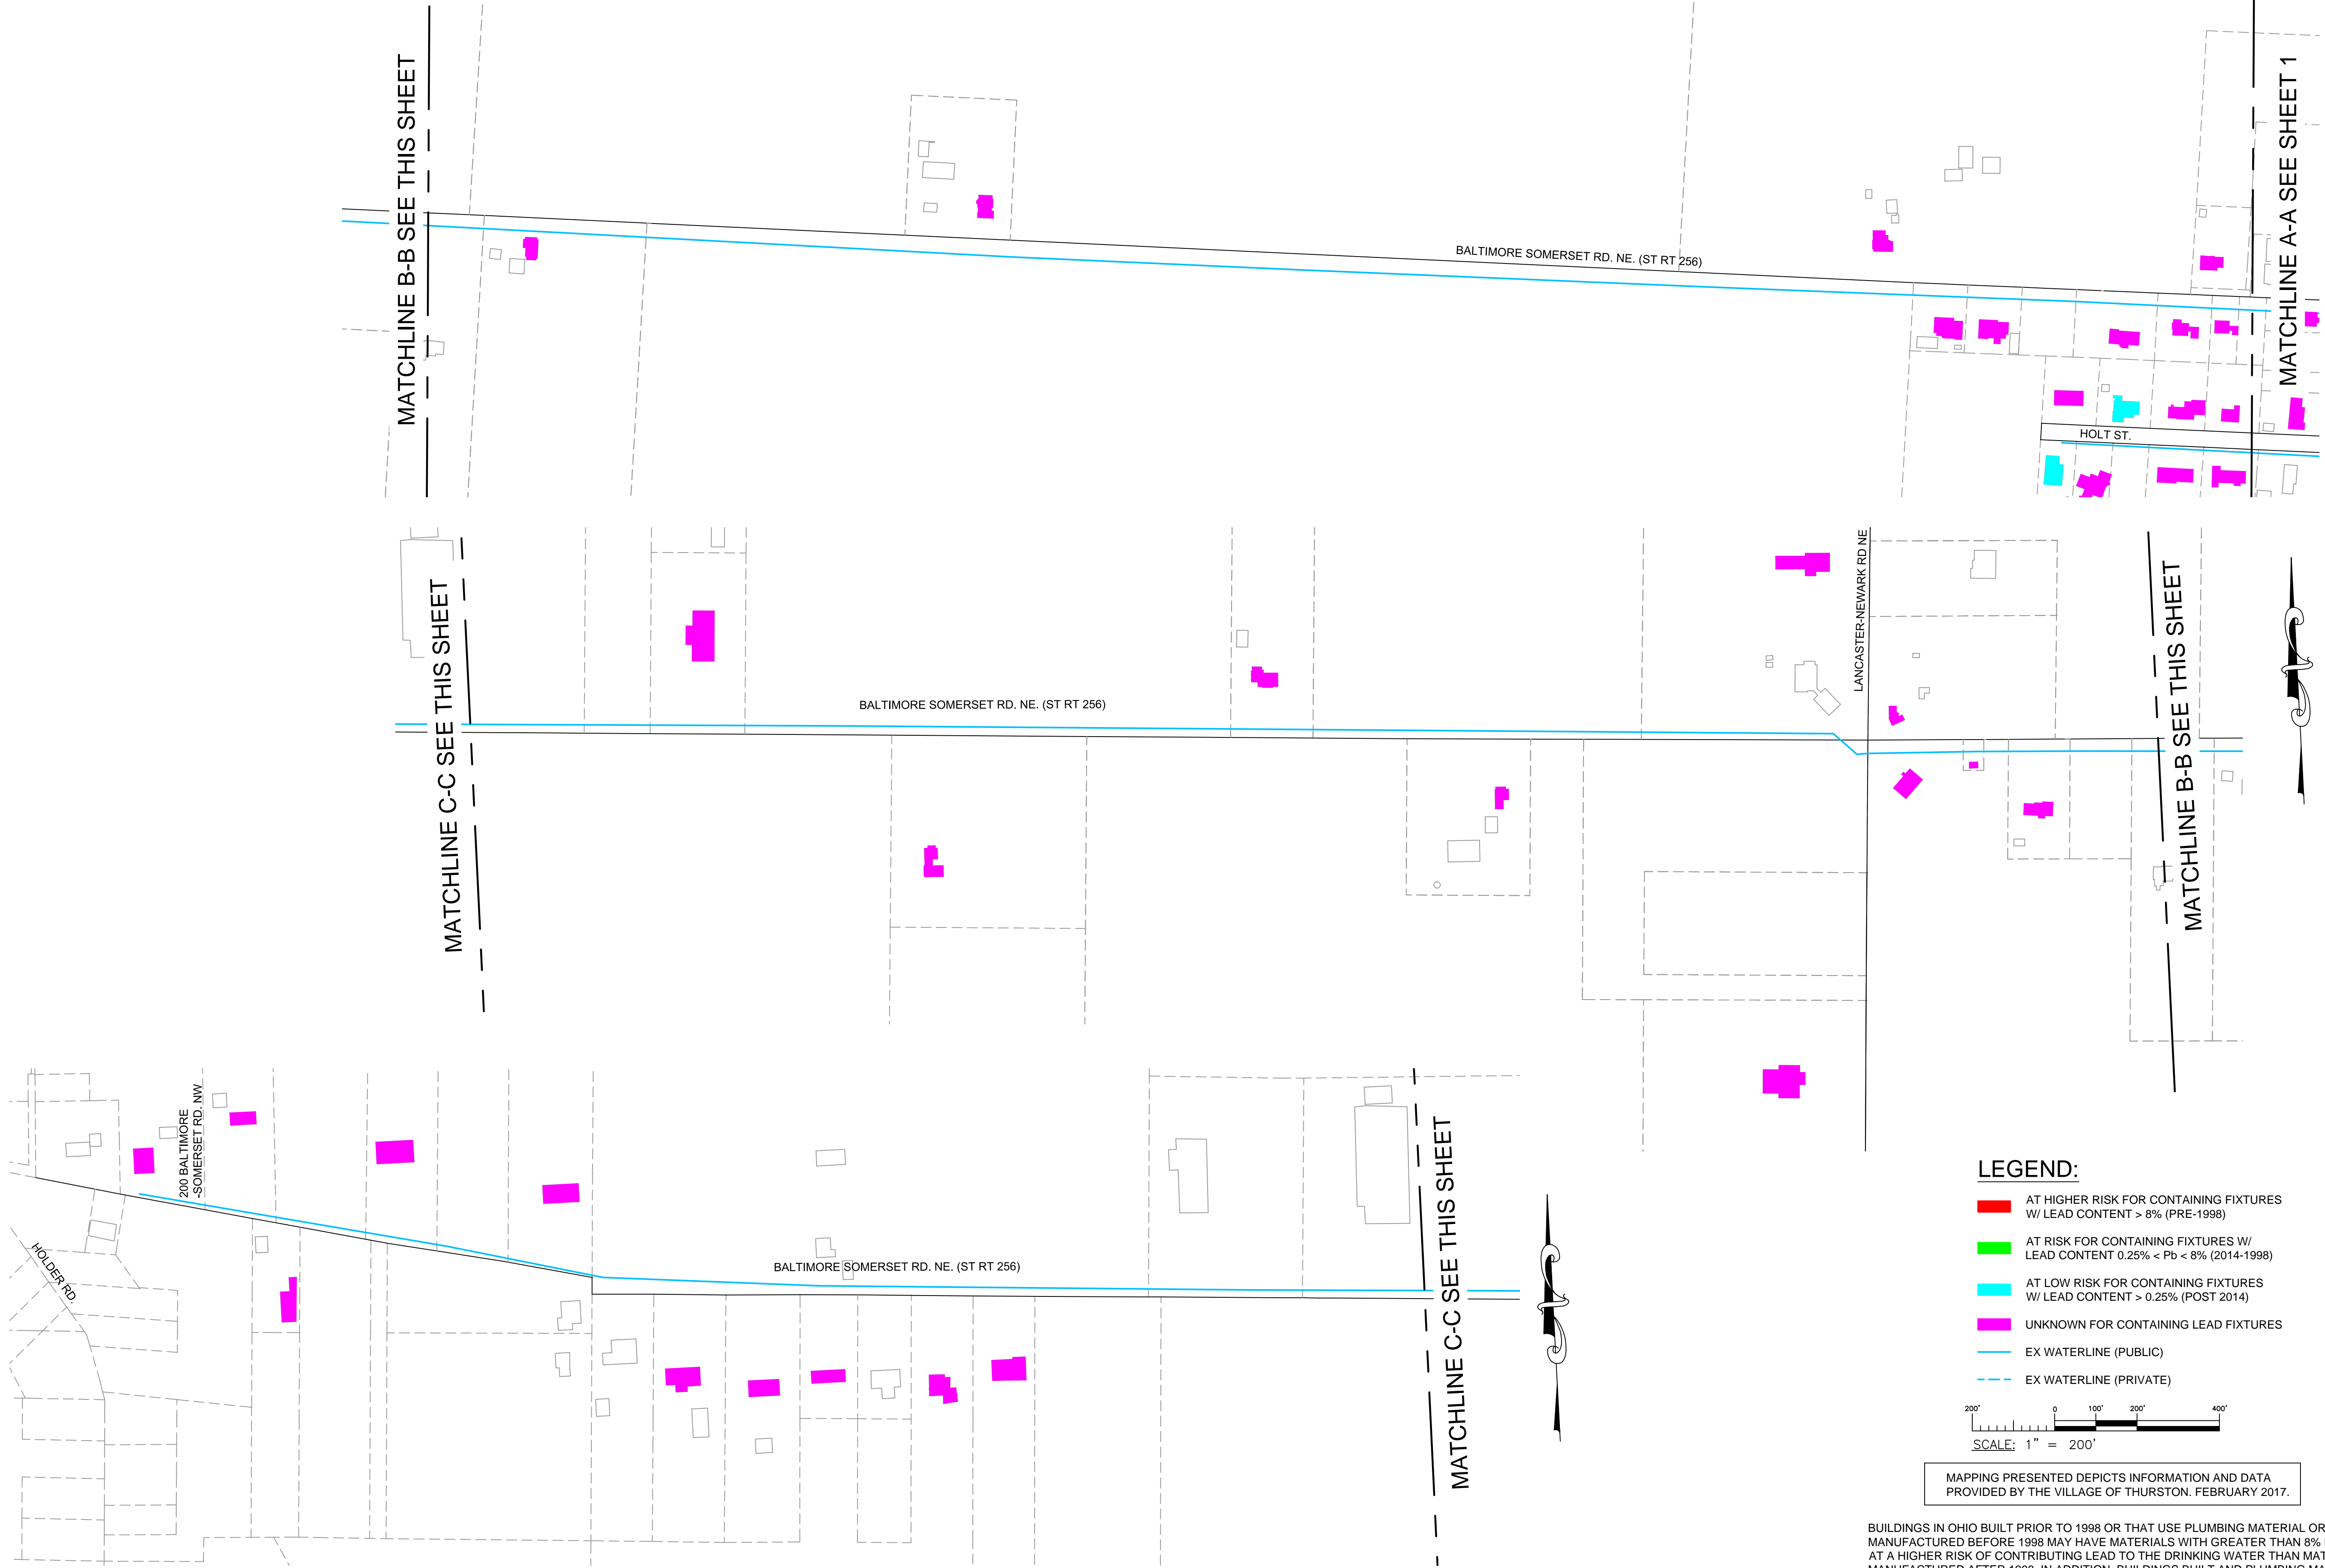 MATCHLINE B-B SEE THIS SHEET
BALTIMORE SOMERSET RD. NE. (ST RT 256)
HOLT ST.
MATCHLINE A-A SEE SHEET 1
MATCHLINE C-C SEE THIS SHEET
BALTIMORE SOMERSET RD. NE. (ST RT 256)
LANCASTER-NEWARK RD NE
MATCHLINE B-B SEE THIS SHEET
200 BALTIMORE
-SOMERSET RD. NW
HOLDER RD.
BALTIMORE SOMERSET RD. NE. (ST RT 256)
MATCHLINE C-C SEE THIS SHEET
LEGEND:
AT HIGHER RISK FOR CONTAINING FIXTURES
W/ LEAD CONTENT > 8% (PRE-1998)
AT RISK FOR CONTAINING FIXTURES W/
LEAD CONTENT 0.25% < Pb < 8% (2014-1998)
AT LOW RISK FOR CONTAINING FIXTURES
W/ LEAD CONTENT > 0.25% (POST 2014)
UNKNOWN FOR CONTAINING LEAD FIXTURES
EX WATERLINE (PUBLIC)
EX WATERLINE (PRIVATE)
200' 0 100' 200' 400'
SCALE: 1" = 200'
MAPPING PRESENTED DEPICTS INFORMATION AND DATA
PROVIDED BY THE VILLAGE OF THURSTON. FEBRUARY 2017.
BUILDINGS IN OHIO BUILT PRIOR TO 1998 OR THAT USE PLUMBING MATERIAL OR
MANUFACTURED BEFORE 1998 MAY HAVE MATERIALS WITH GREATER THAN 8%
AT A HIGHER RISK OF CONTRIBUTING LEAD TO THE DRINKING WATER THAN